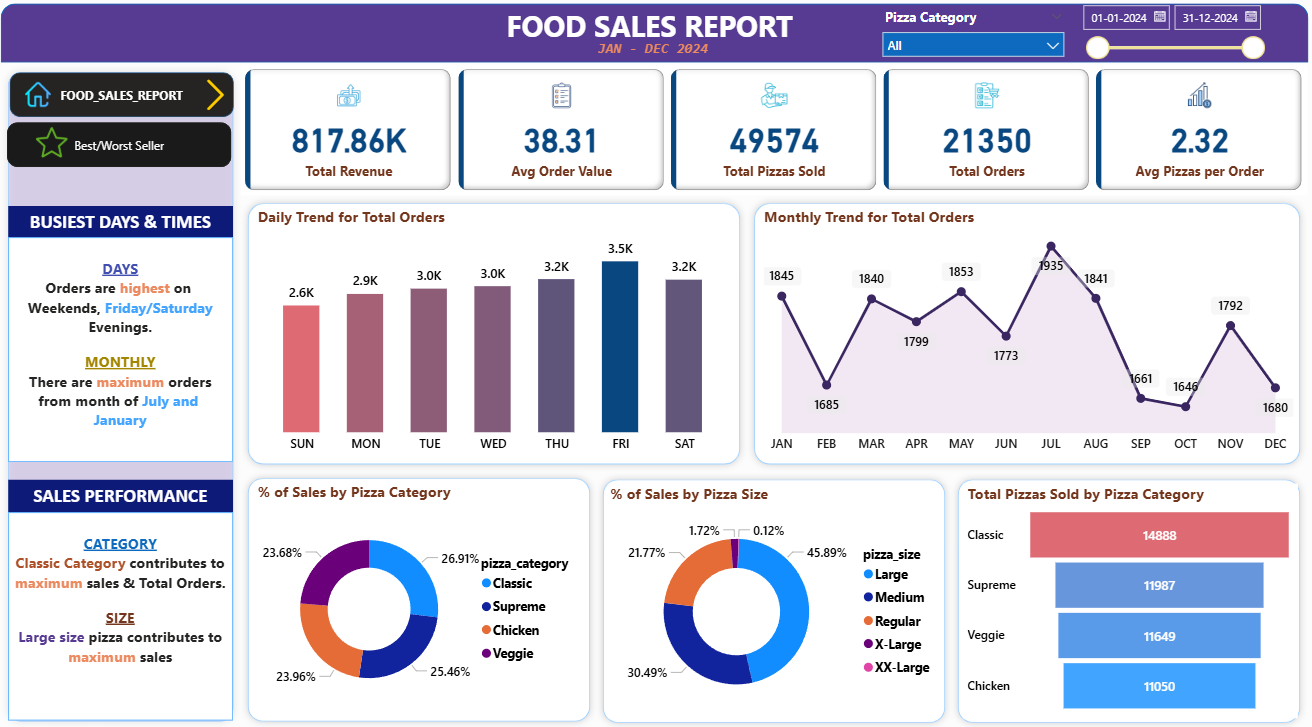 FOOD SALES REPORT
JAN - DEC 2024
Pizza Category
All
01-01-2024
31-12-2024
FOOD_SALES_REPORT
Best/Worst Seller
817.86K
Total Revenue
38.31
Avg Order Value
49574
Total Pizzas Sold
21350
Total Orders
2.32
Avg Pizzas per Order
BUSIEST DAYS & TIMES
DAYS
Orders are highest on
Weekends, Friday/Saturday
Evenings.
MONTHLY
There are maximum orders
from month of July and
January
SALES PERFORMANCE
CATEGORY
Classic Category contributes to
maximum sales & Total Orders.
SIZE
Large size pizza contributes to
maximum sales
Daily Trend for Total Orders
2.6K
2.9K
3.0K
3.0K
3.2K
3.5K
3.2K
SUN MON TUE WED THU FRI SAT
Monthly Trend for Total Orders
1845
1685
1840
1799
1853
1773
1935
1841
1661
1646
1792
1680
JAN FEB MAR APR MAY JUN JUL AUG SEP OCT NOV DEC
% of Sales by Pizza Category
23.68%
26.91%
23.96%
25.46%
pizza_category
Classic
Supreme
Chicken
Veggie
% of Sales by Pizza Size
1.72%
0.12%
21.77%
45.89%
30.49%
pizza_size
Large
Medium
Regular
X-Large
XX-Large
Total Pizzas Sold by Pizza Category
Classic 14888
Supreme 11987
Veggie 11649
Chicken 11050